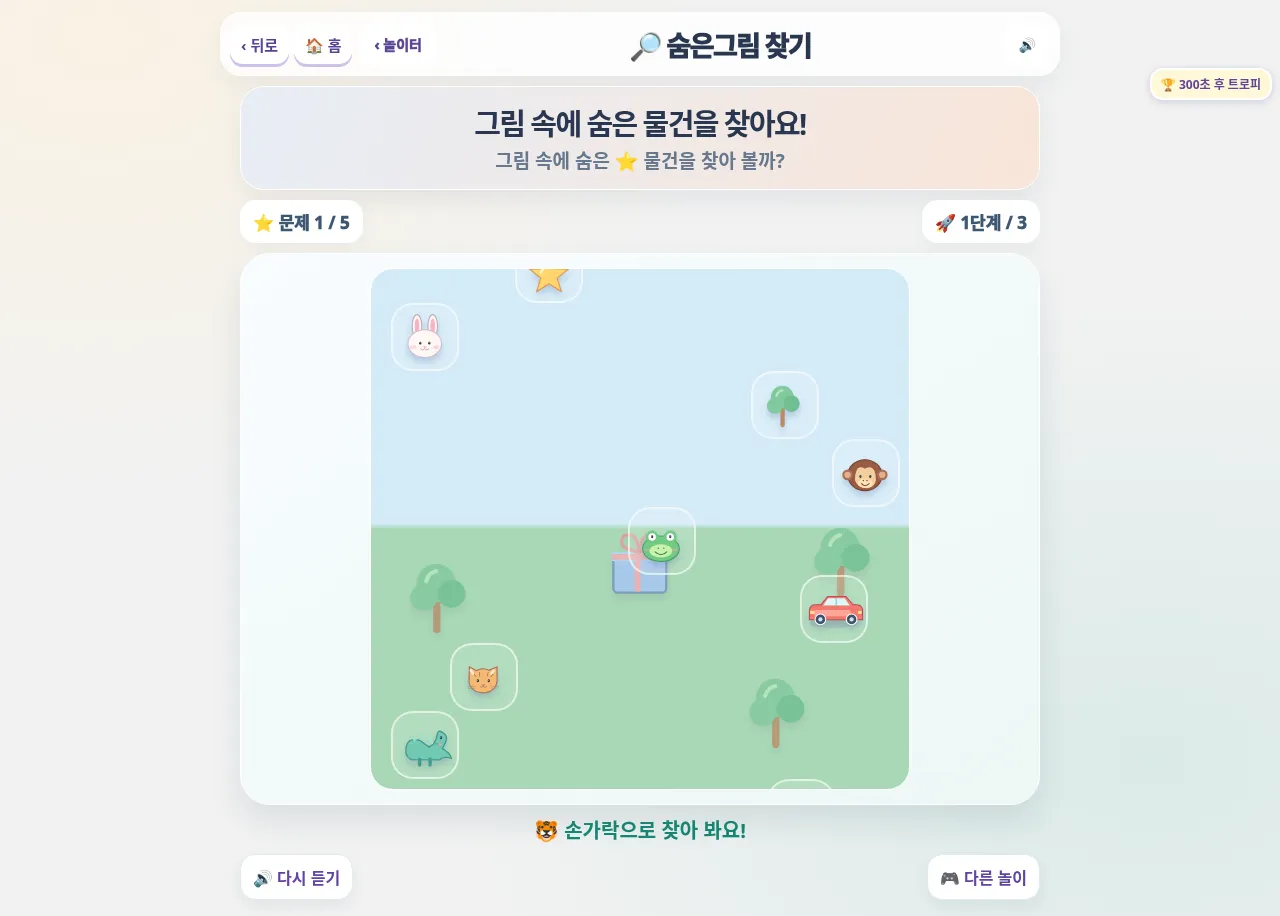 ‹ 뒤로
🏠 홈
‹ 놀이터
🔎 숨은그림 찾기
🔊
🏆 300초 후 트로피
그림 속에 숨은 물건을 찾아요!
그림 속에 숨은 ⭐ 물건을 찾아 볼까?
⭐ 문제 1 / 5
🚀 1단계 / 3
🐯 손가락으로 찾아 봐요!
🔊 다시 듣기
🎮 다른 놀이